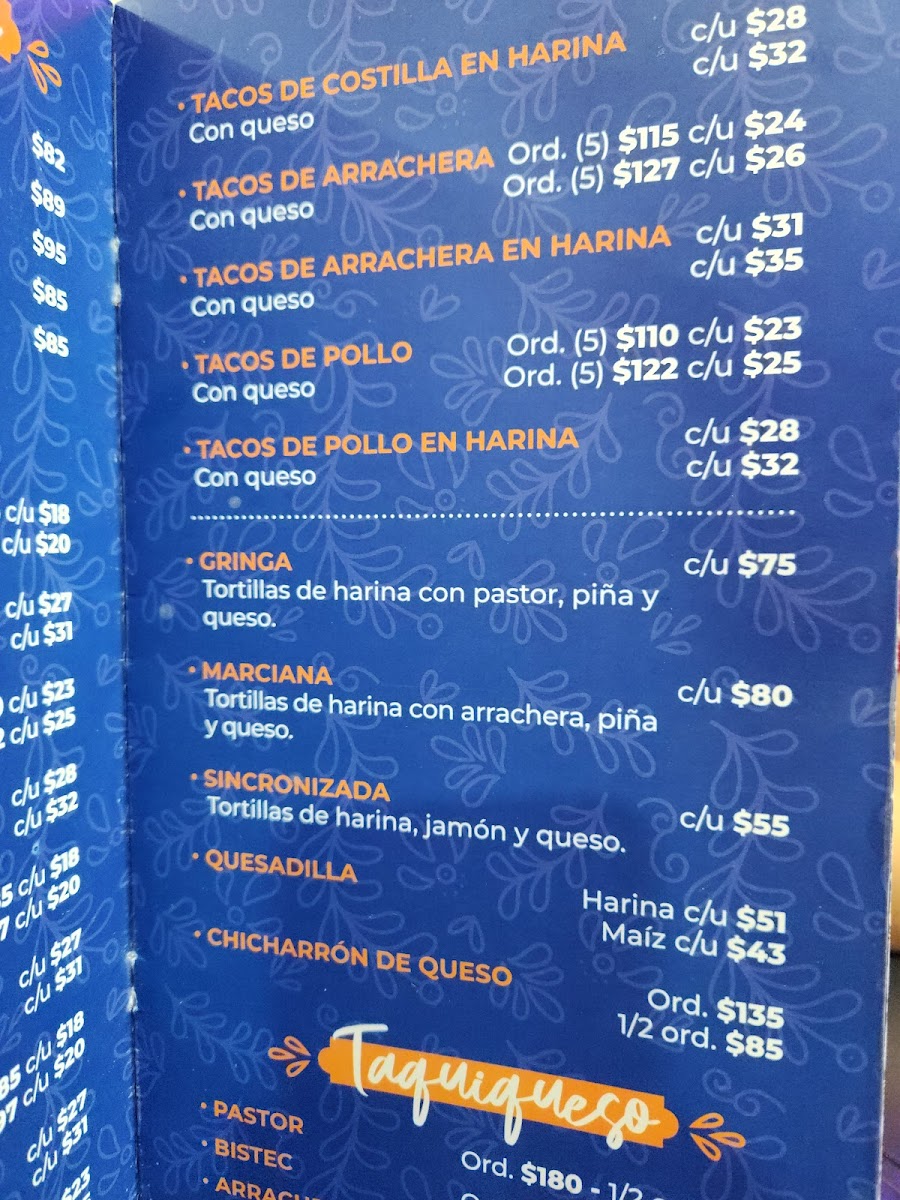 $82
$89
$95
$85
$85
c/u $18
c/u $20
c/u $27
c/u $31
c/u $23
c/u $25
c/u $28
c/u $32
c/u $18
c/u $20
c/u $27
c/u $31
c/u $18
c/u $20
c/u $27
c/u $31
$23
• TACOS DE COSTILLA EN HARINA c/u $28
Con queso c/u $32
• TACOS DE ARRACHERA Ord. (5) $115 c/u $24
Con queso Ord. (5) $127 c/u $26
• TACOS DE ARRACHERA EN HARINA c/u $31
Con queso c/u $35
• TACOS DE POLLO Ord. (5) $110 c/u $23
Con queso Ord. (5) $122 c/u $25
• TACOS DE POLLO EN HARINA c/u $28
Con queso c/u $32
• GRINGA c/u $75
Tortillas de harina con pastor, piña y
queso.
• MARCIANA c/u $80
Tortillas de harina con arrachera, piña
y queso.
• SINCRONIZADA c/u $55
Tortillas de harina, jamón y queso.
• QUESADILLA Harina c/u $51
Maíz c/u $43
• CHICHARRÓN DE QUESO Ord. $135
1/2 ord. $85
Taquiqueso
• PASTOR
• BISTEC Ord. $180 - 1/2